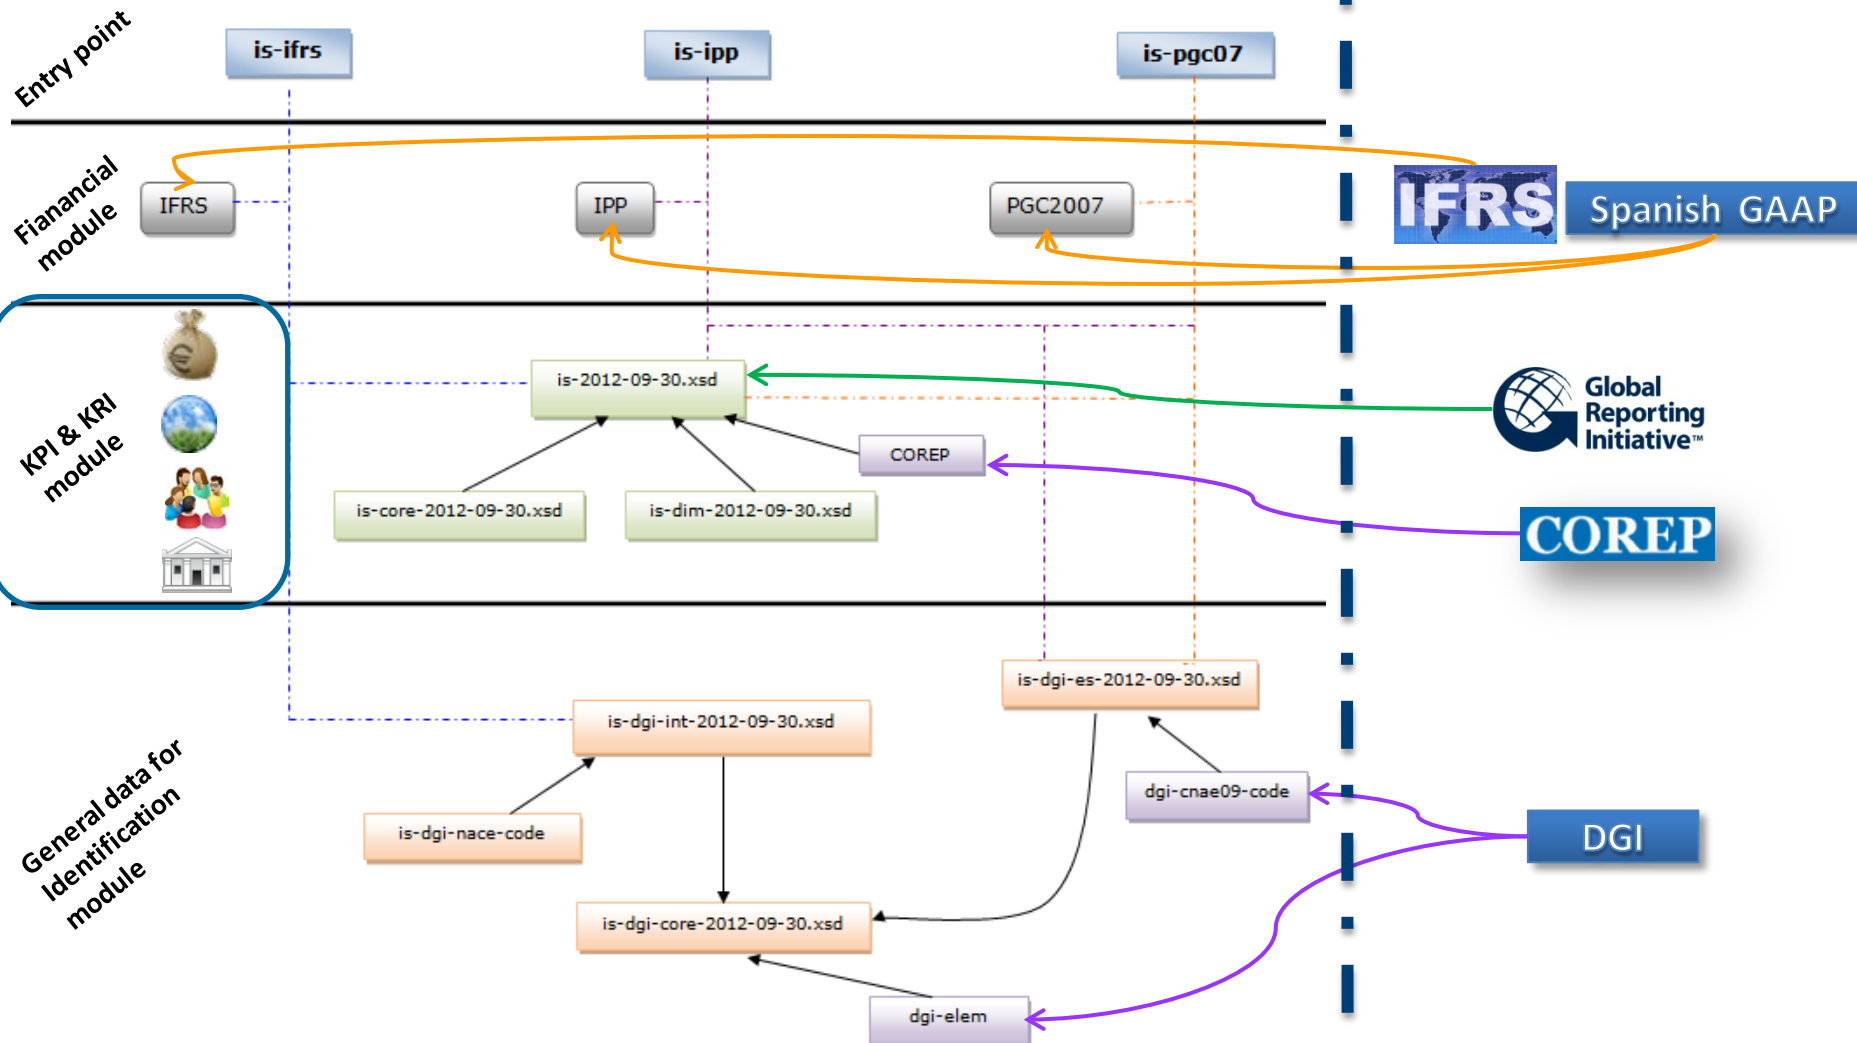 Entry point
is-ifrs
is-ipp
is-pgc07
Fianancial
module
IFRS
IPP
PGC2007
IFRS
Spanish GAAP
KPI & KRI
module
is-2012-09-30.xsd
COREP
is-core-2012-09-30.xsd
is-dim-2012-09-30.xsd
Global
Reporting
Initiative™
COREP
General data for
Identification
module
is-dgi-es-2012-09-30.xsd
is-dgi-int-2012-09-30.xsd
dgi-cnae09-code
is-dgi-nace-code
DGI
is-dgi-core-2012-09-30.xsd
dgi-elem